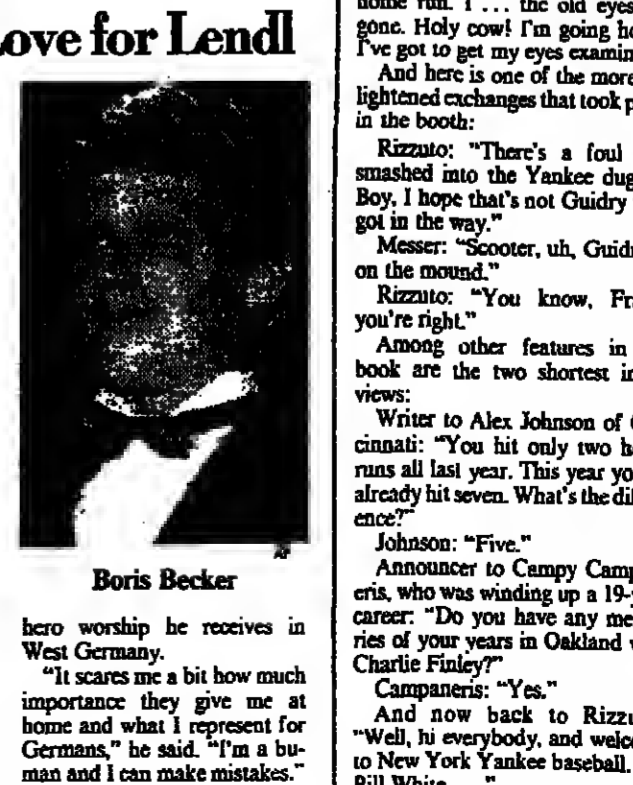 ove for Lendl
AP
Boris Becker
hero worship he receives in
West Germany.
"It scares me a bit how much
importance they give me at
home and what I represent for
Germans," he said. "I'm a hu-
man and I can make mistakes."
home run. I ... the old eyes
gone. Holy cow! I'm going ho
I've got to get my eyes examin
And here is one of the more
lightened exchanges that took p
in the booth:
Rizzuto: "There's a foul
smashed into the Yankee dug
Boy, I hope that's not Guidry
got in the way."
Messer: "Scooter, uh, Guidr
on the mound."
Rizzuto: "You know, Fr
you're right."
Among other features in
book are the two shortest in
views:
Writer to Alex Johnson of C
cinnati: "You hit only two h
runs all last year. This year yo
already hit seven. What's the dif
ence?"
Johnson: "Five."
Announcer to Campy Camp
eris, who was winding up a 19-y
career: "Do you have any me
ries of your years in Oakland w
Charlie Finley?"
Campaneris: "Yes."
And now back to Rizzu
"Well, hi everybody, and welco
to New York Yankee baseball.
Bill White ... "